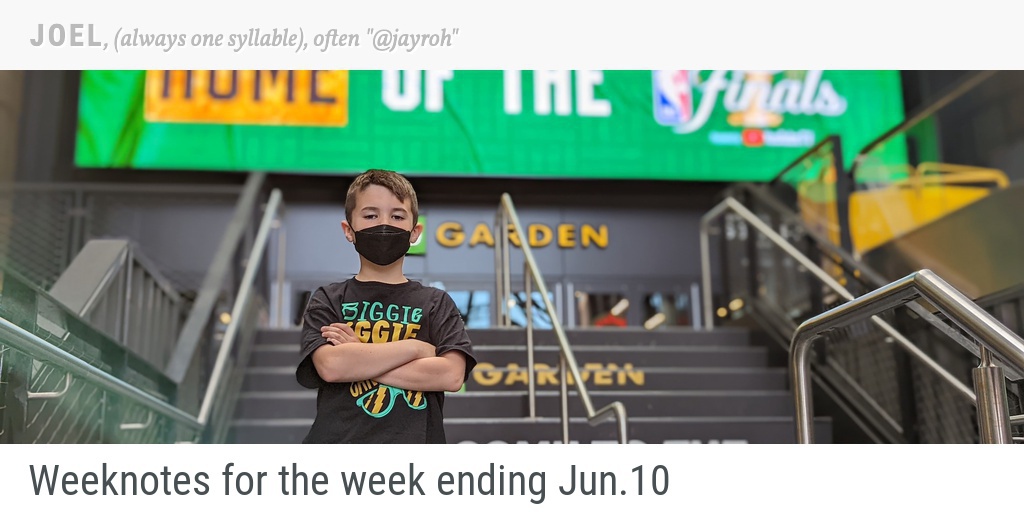 JOEL, (always one syllable), often "@jayroh"
HOME OF THE Finals
GARDEN
BIGGIE
GARDEN
Weeknotes for the week ending Jun.10